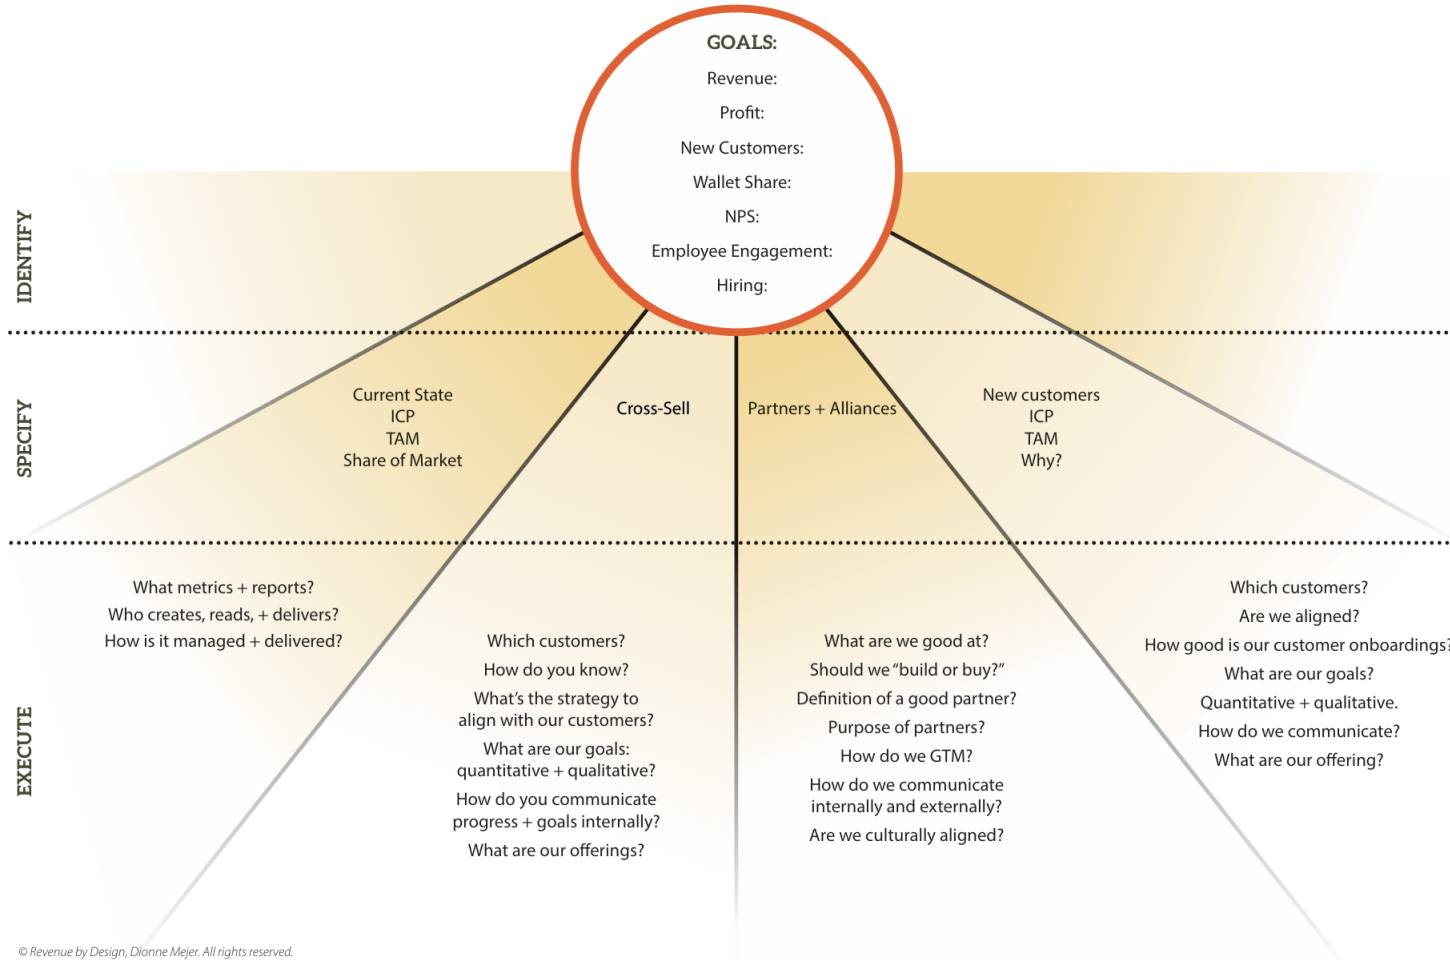 GOALS:
Revenue:
Profit:
New Customers:
Wallet Share:
NPS:
Employee Engagement:
Hiring:
IDENTIFY
SPECIFY
Current State
ICP
TAM
Share of Market
Cross-Sell
Partners + Alliances
New customers
ICP
TAM
Why?
EXECUTE
What metrics + reports?
Who creates, reads, + delivers?
How is it managed + delivered?
Which customers?
How do you know?
What's the strategy to
align with our customers?
What are our goals:
quantitative + qualitative?
How do you communicate
progress + goals internally?
What are our offerings?
What are we good at?
Should we “build or buy?”
Definition of a good partner?
Purpose of partners?
How do we GTM?
How do we communicate
internally and externally?
Are we culturally aligned?
Which customers?
Are we aligned?
How good is our customer onboardings?
What are our goals?
Quantitative + qualitative.
How do we communicate?
What are our offering?
© Revenue by Design, Dionne Mejer. All rights reserved.